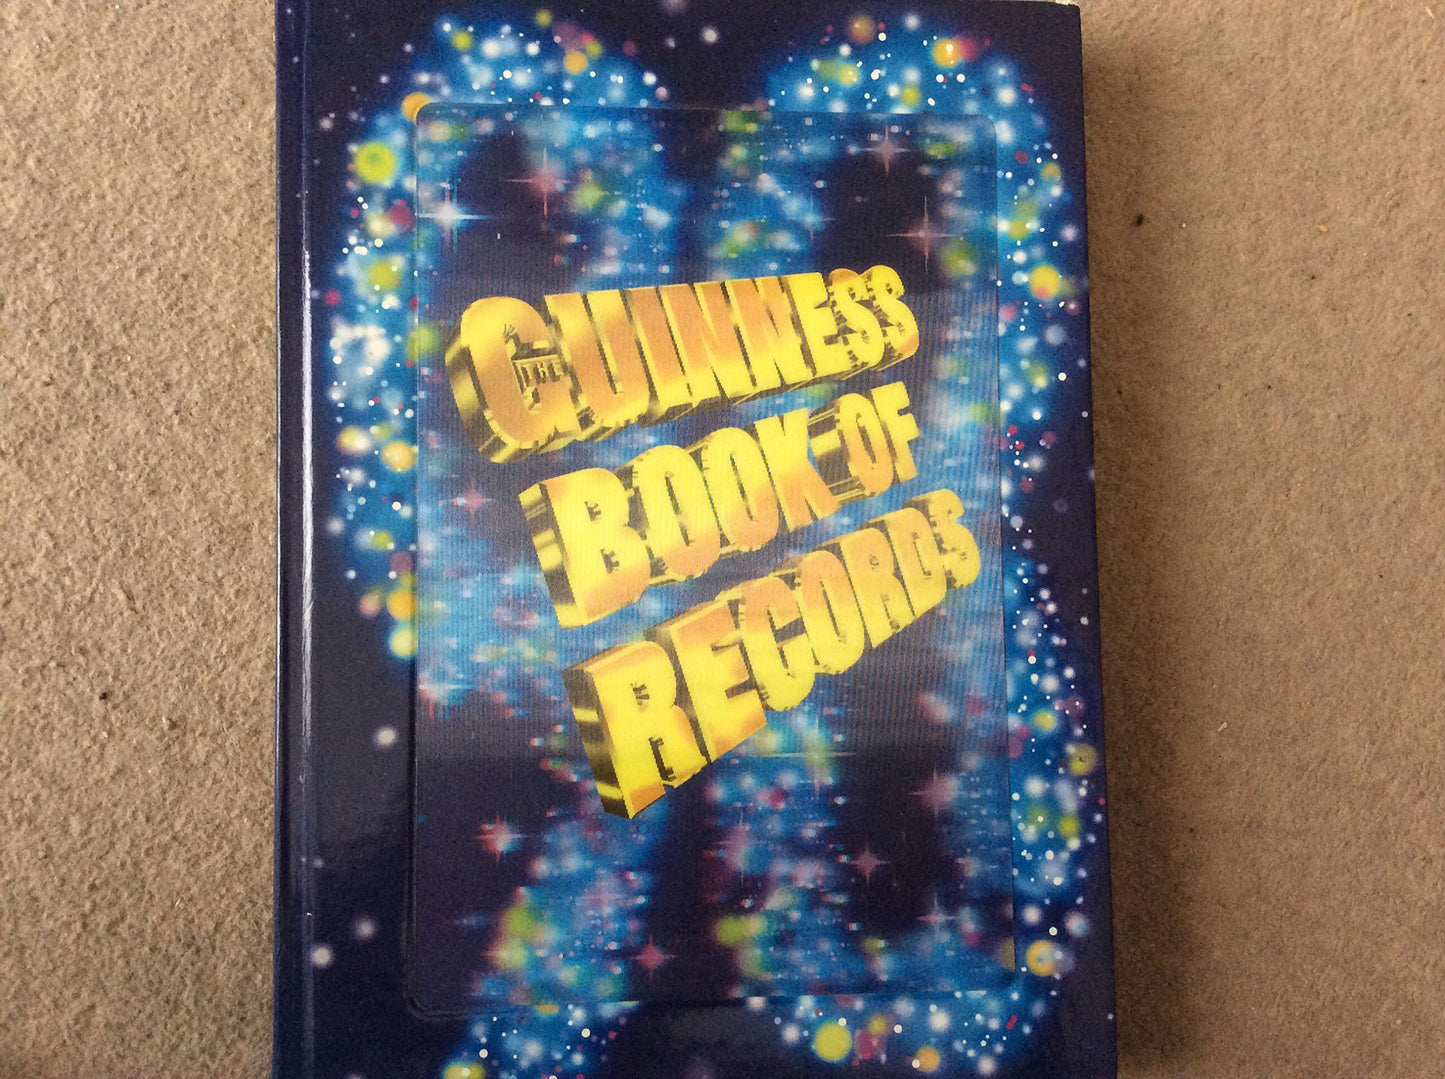 THE GUINNESS
BOOK OF
RECORDS